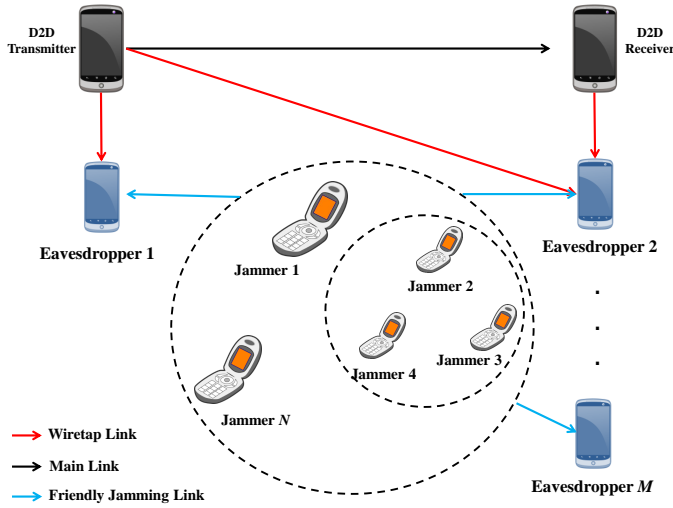 D2D
Transmitter
D2D
Receiver
Eavesdropper 1
Eavesdropper 2
Jammer 1
Jammer 2
Jammer 3
Jammer 4
Jammer N
Wiretap Link
Main Link
Friendly Jamming Link
Eavesdropper M